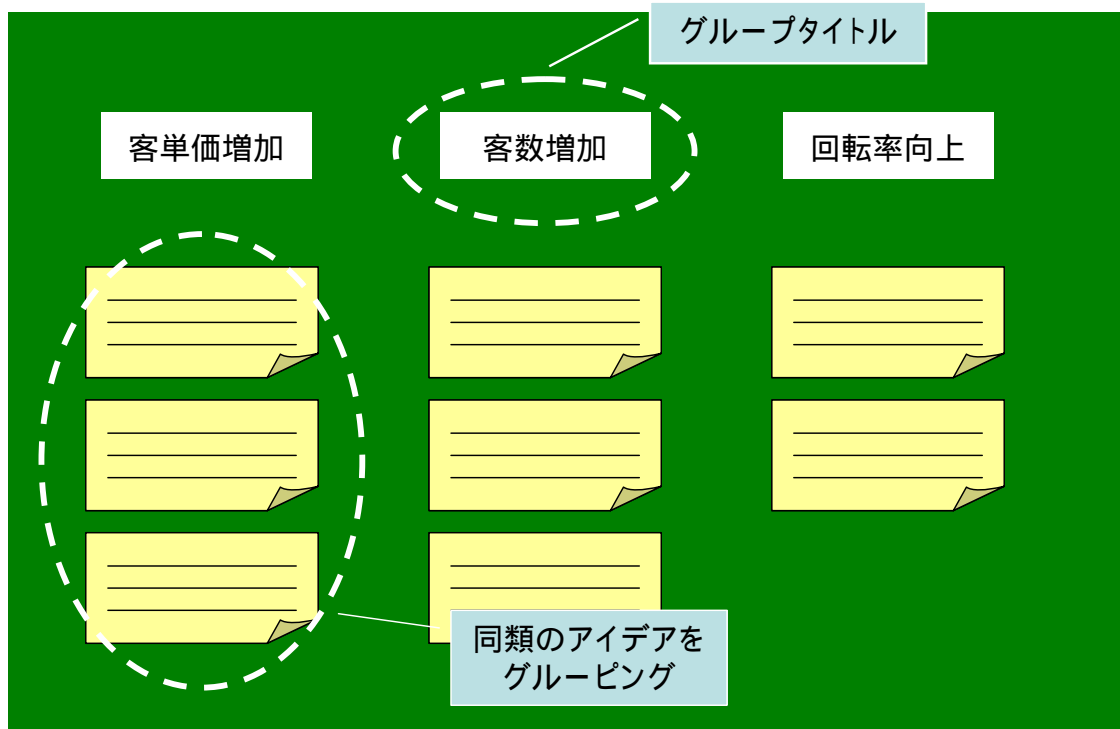 グループタイトル
客単価増加
客数増加
回転率向上
同類のアイデアを
グルーピング